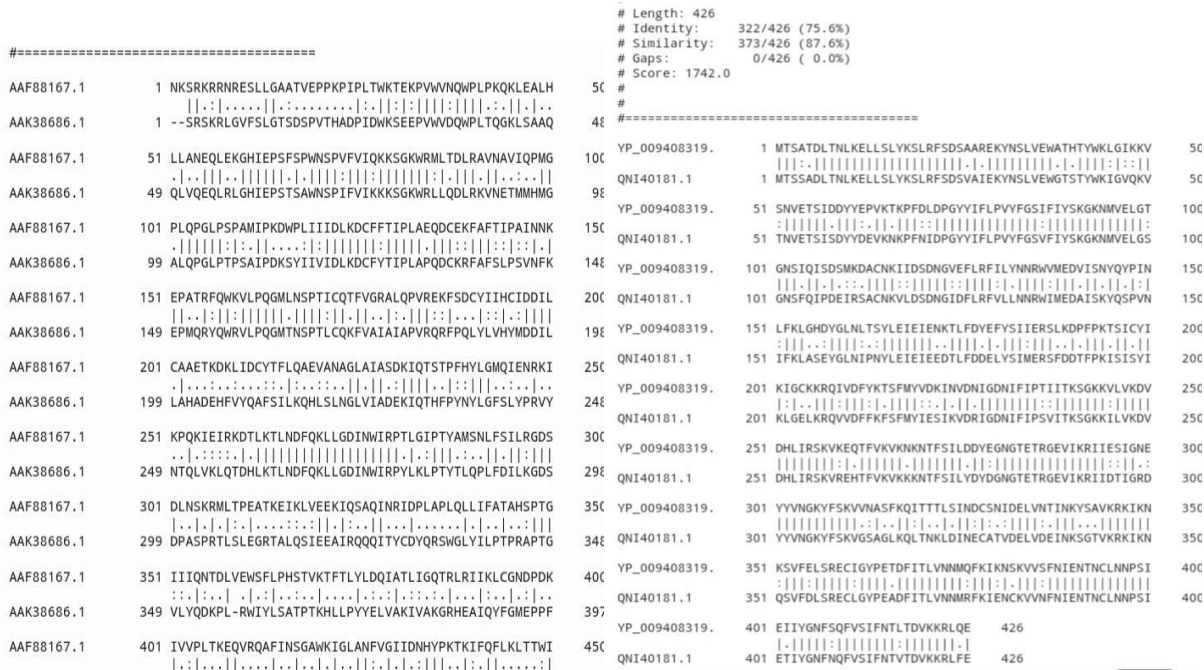 #=======================================
AAF88167.1 1 NKSRKRRNRESLLGAATVEPPKPIPLTWKTEKPVWVNQWPLPKQKLEALH 50
AAK38686.1 1 --SRSKRLGVFSLGTSDSPVTHADPIDWKSEEPVWVDQWPLTQGKLSAAQ 48
AAF88167.1 51 LLANEQLEKGHIEPSFSPWNSPVFVIQKKSGKWRMLTDLRAVNAVIQPMG 100
AAK38686.1 49 QLVQEQLRLGHIEPSTSAWNSPIFVIKKKSGKWRLLQDLRKVNETMMHMG 98
AAF88167.1 101 PLQPGLPSPAMIPKDWPLIIIDLKDCFFTIPLAEQDCEKFAFTIPAINNK 150
AAK38686.1 99 ALQPGLPTPSAIPDKSYIIVIDLKDCFYTIPLAPQDCKRFAFSLPSVNFK 148
AAF88167.1 151 EPATRFQWKVLPQGMLNSPTICQTFVGRALQPVREKFSDCYIIHCIDDIL 200
AAK38686.1 149 EPMQRYQWRVLPQGMTNSPTLCQKFVAIAIAPVRQRFPQLYLVHYMDDIL 198
AAF88167.1 201 CAAETKDKLIDCYTFLQAEVANAGLAIASDKIQTSTPFHYLGMQIENRKI 250
AAK38686.1 199 LAHADEHFVYQAFSILKQHLSLNGLVIADEKIQTHFPYNYLGFSLYPRVY 248
AAF88167.1 251 KPQKIEIRKDTLKTLNDFQKLLGDINWIRPTLGIPTYAMSNLFSILRGDS 300
AAK38686.1 249 NTQLVKLQTDHLKTLNDFQKLLGDINWIRPYLKLPTYTLQPLFDILKGDS 298
AAF88167.1 301 DLNSKRMLTPEATKEIKLVEEKIQSAQINRIDPLAPLQLLIFATAHSPTG 350
AAK38686.1 299 DPASPRTLSLEGRTALQSIEEAIRQQQITYCDYQRSWGLYILPTPRAPTG 348
AAF88167.1 351 IIIQNTDLVEWSFLPHSTVKTFTLYLDQIATLIGQTRLRIIKLCGNDPDK 400
AAK38686.1 349 VLYQDKPL-RWIYLSATPTKHLLPYYELVAKIVAKGRHEAIQYFGMEPPF 397
AAF88167.1 401 IVVPLTKEQVRQAFINSGAWKIGLANFVGIIDNHYPKTKIFQFLKLTTWI 450
# Length: 426
# Identity: 322/426 (75.6%)
# Similarity: 373/426 (87.6%)
# Gaps: 0/426 ( 0.0%)
# Score: 1742.0
#
#
#=======================================
YP_009408319. 1 MTSATDLTNLKELLSLYKSLRFSDSAAREKYNSLVEWATHTYWKLGIKKV 50
QNI40181.1 1 MTSSADLTNLKELLSLYKSLRFSDSVAIEKYNSLVEWGTSTYWKIGVQKV 50
YP_009408319. 51 SNVETSIDDYYEPVKTKPFDLDPGYYIFLPVYFGSIFIYSKGKNMVELGT 100
QNI40181.1 51 TNVETSISDYYDEVKNKPFNIDPGYYIFLPVYFGSVFIYSKGKNMVELGS 100
YP_009408319. 101 GNSIQISDSMKDACNKIIDSDNGVEFLRFILYNNRWVMEDVISNYQYPIN 150
QNI40181.1 101 GNSFQIPDEIRSACNKVLDSDNGIDFLRFVLLNNRWIMEDAISKYQSPVN 150
YP_009408319. 151 LFKLGHDYGLNLTSYLEIEIENKTLFDYEFYSIIERSLKDPFPKTSICYI 200
QNI40181.1 151 IFKLASEYGLNIPNYLEIEIEEDTLFDDELYSIMERSFDDTFPKISISYI 200
YP_009408319. 201 KIGCKKRQIVDFYKTSFMYVDKINVDNIGDNIFIPTIITKSGKKVLVKDV 250
QNI40181.1 201 KLGELKRQVVDFFKFSFMYIESIKVDRIGDNIFIPSVITKSGKKILVKDV 250
YP_009408319. 251 DHLIRSKVKEQTFVKVKNKNTFSILDDYEGNGTETRGEVIKRIIESIGNE 300
QNI40181.1 251 DHLIRSKVREHTFVKVKKKNTFSILYDYDGNGTETRGEVIKRIIDTIGRD 300
YP_009408319. 301 YYVNGKYFSKVVNASFKQITTTLSINDCSNIDELVNTINKYSAVKRKIKN 350
QNI40181.1 301 YYVNGKYFSKVGSAGLKQLTNKLDINECATVDELVDEINKSGTVKRKIKN 350
YP_009408319. 351 KSVFELSRECIGYPETDFITLVNNMQFKIKNSKVVSFNIENTNCLNNPSI 400
QNI40181.1 351 QSVFDLSRECLGYPEADFITLVNNMRFKIENCKVVNFNIENTNCLNNPSI 400
YP_009408319. 401 EIIYGNFSQFVSIFNTLTDVKKRLQE 426
QNI40181.1 401 ETIYGNFNQFVSIFNTVTDVKKRLFE 426